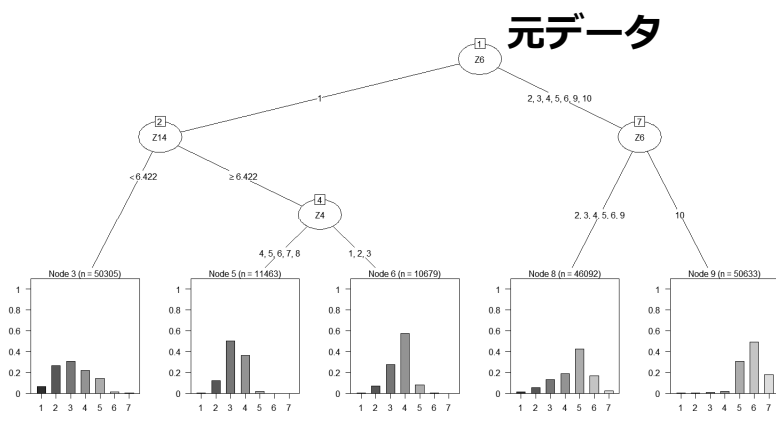 元データ
1
Z6
1
2, 3, 4, 5, 6, 9, 10
2
Z14
7
Z6
< 6.422
≥ 6.422
4
Z4
4, 5, 6, 7, 8
1, 2, 3
2, 3, 4, 5, 6, 9
10
Node 3 (n = 50305)
Node 5 (n = 11463)
Node 6 (n = 10679)
Node 8 (n = 46092)
Node 9 (n = 50633)
1 1 1 1 1
0.8 0.8 0.8 0.8 0.8
0.6 0.6 0.6 0.6 0.6
0.4 0.4 0.4 0.4 0.4
0.2 0.2 0.2 0.2 0.2
0 0 0 0 0
1 2 3 4 5 6 7 1 2 3 4 5 6 7 1 2 3 4 5 6 7 1 2 3 4 5 6 7 1 2 3 4 5 6 7